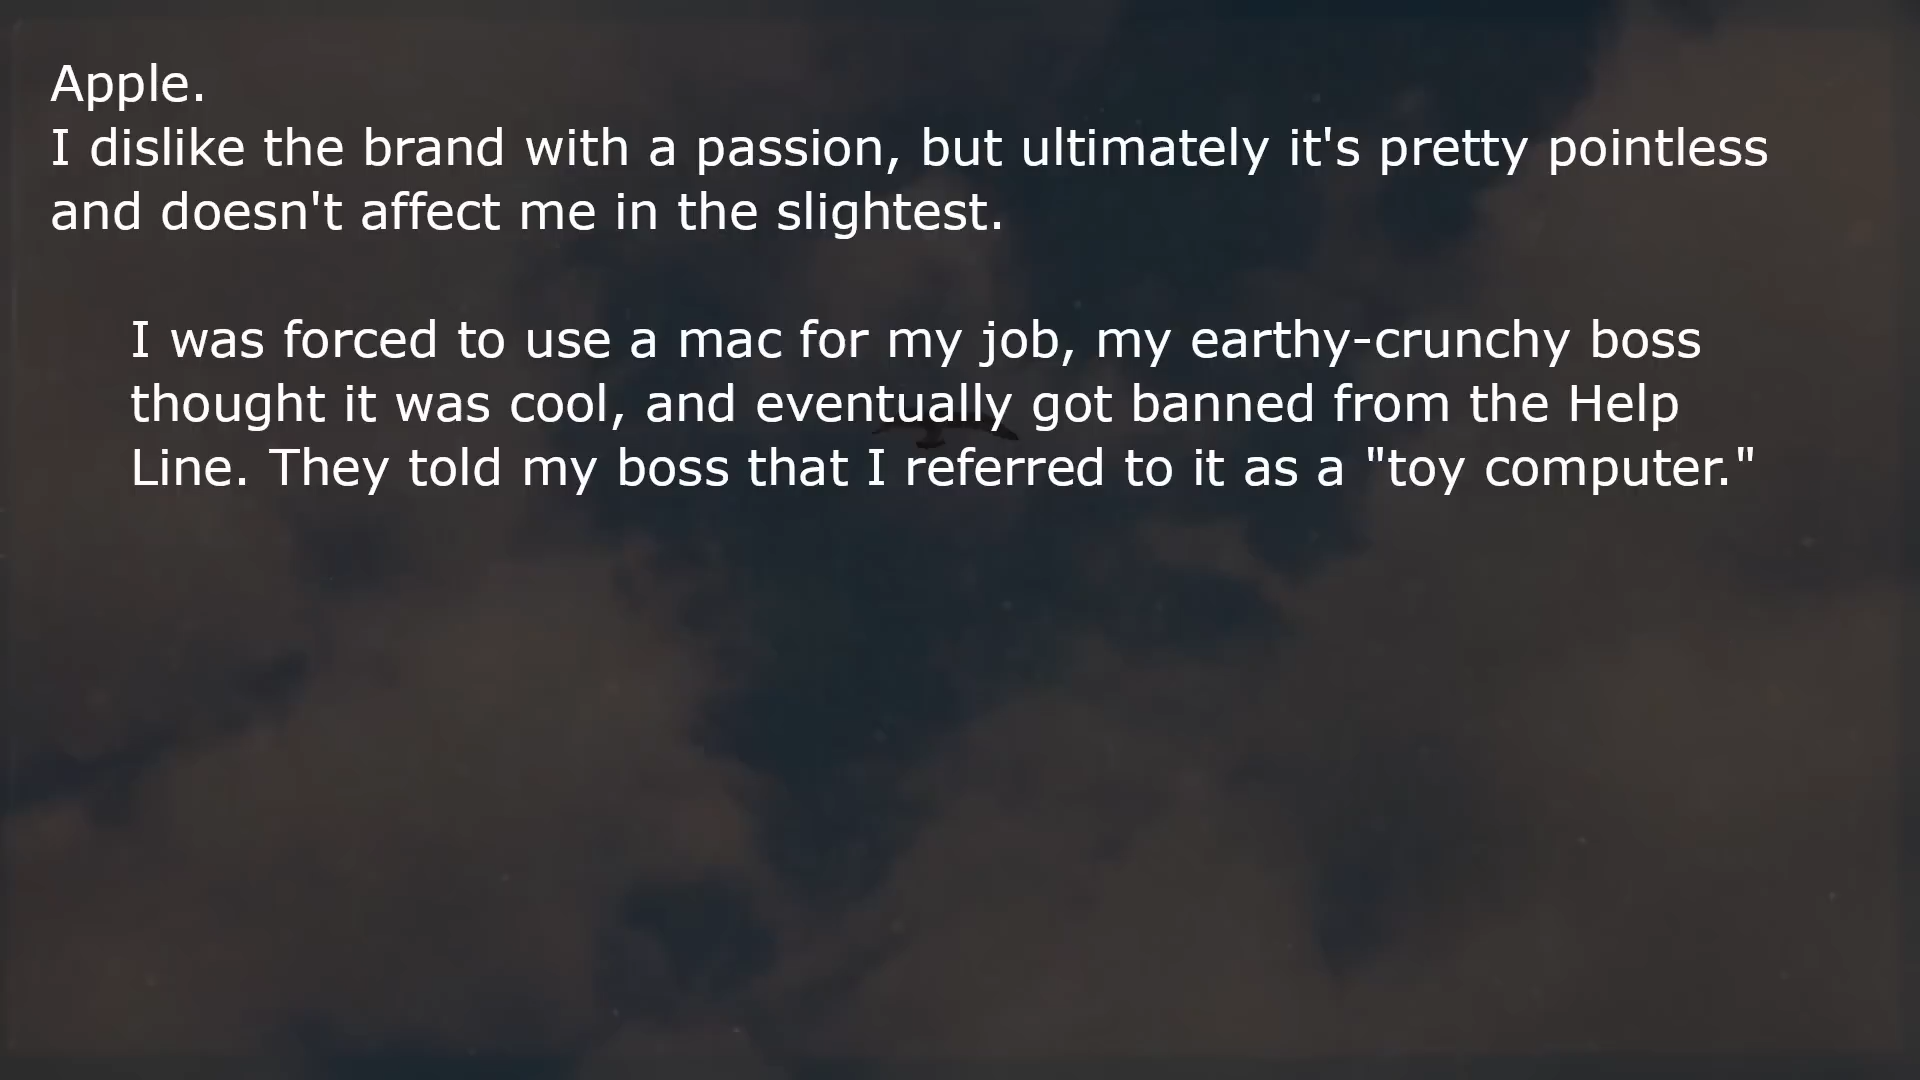 Apple.
I dislike the brand with a passion, but ultimately it's pretty pointless
and doesn't affect me in the slightest.
I was forced to use a mac for my job, my earthy-crunchy boss
thought it was cool, and eventually got banned from the Help
Line. They told my boss that I referred to it as a "toy computer."